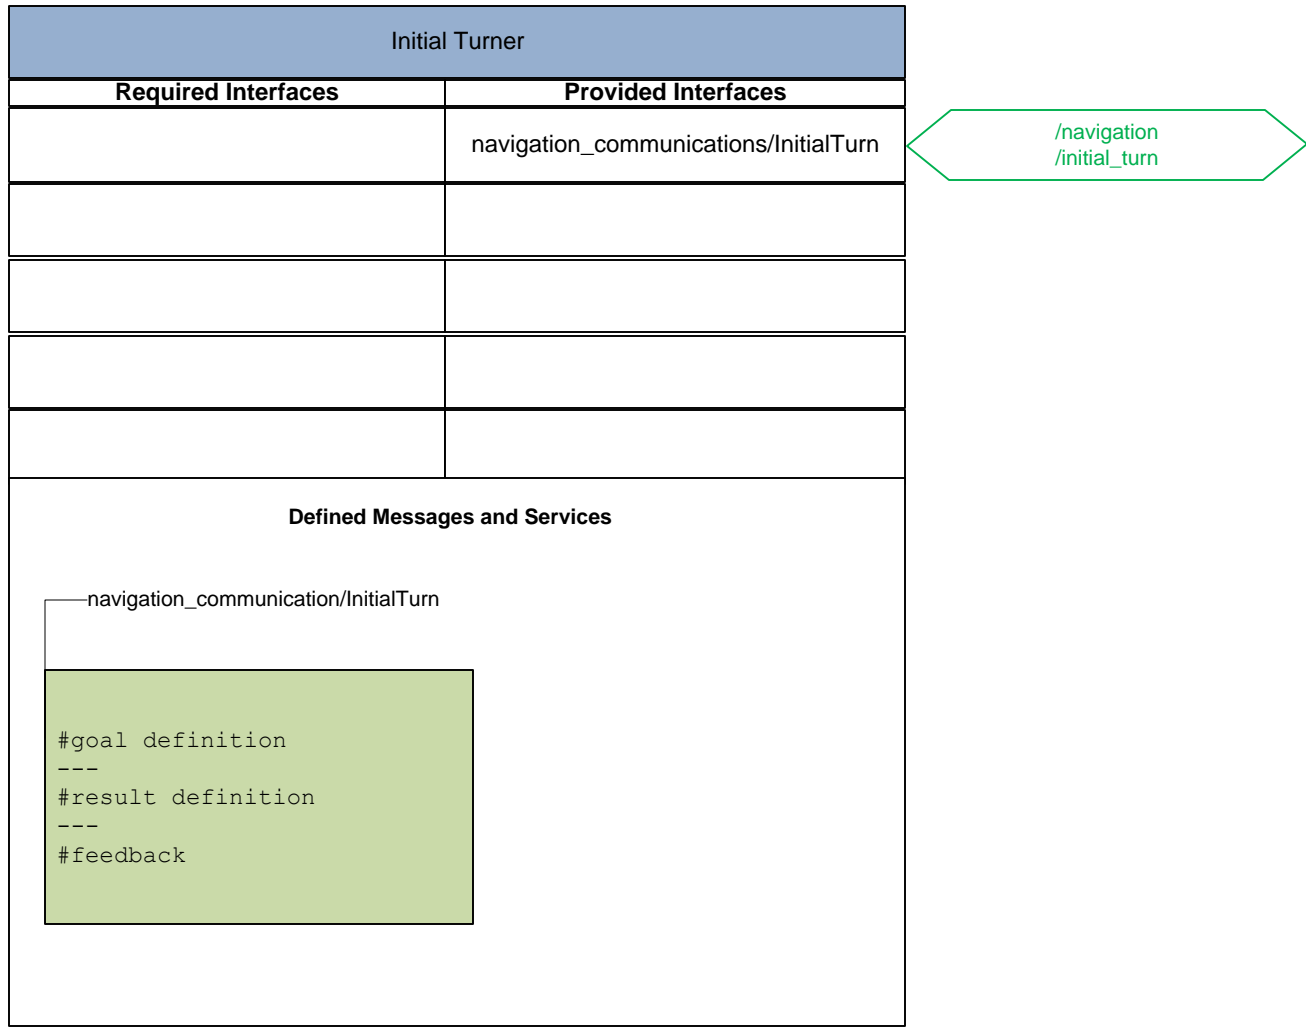 Initial Turner
Required Interfaces
Provided Interfaces
navigation_communications/InitialTurn
/navigation
/initial_turn
Defined Messages and Services
navigation_communication/InitialTurn
#goal definition
---
#result definition
---
#feedback